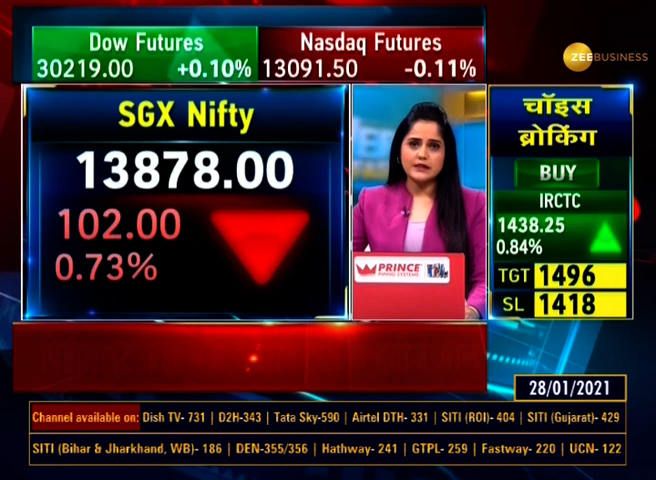 Dow Futures
30219.00 +0.10%
Nasdaq Futures
13091.50 -0.11%
ZEEBUSINESS
SGX Nifty
13878.00
102.00
0.73%
PRINCE
PIPING SYSTEMS
चॉइस
ब्रोकिंग
BUY
IRCTC
1438.25
0.84%
TGT 1496
SL 1418
28/01/2021
Channel available on: Dish TV- 731 | D2H-343 | Tata Sky-590 | Airtel DTH- 331 | SITI (ROI)- 404 | SITI (Gujarat)- 429
SITI (Bihar & Jharkhand, WB)- 186 | DEN-355/356 | Hathway- 241 | GTPL- 259 | Fastway- 220 | UCN- 122